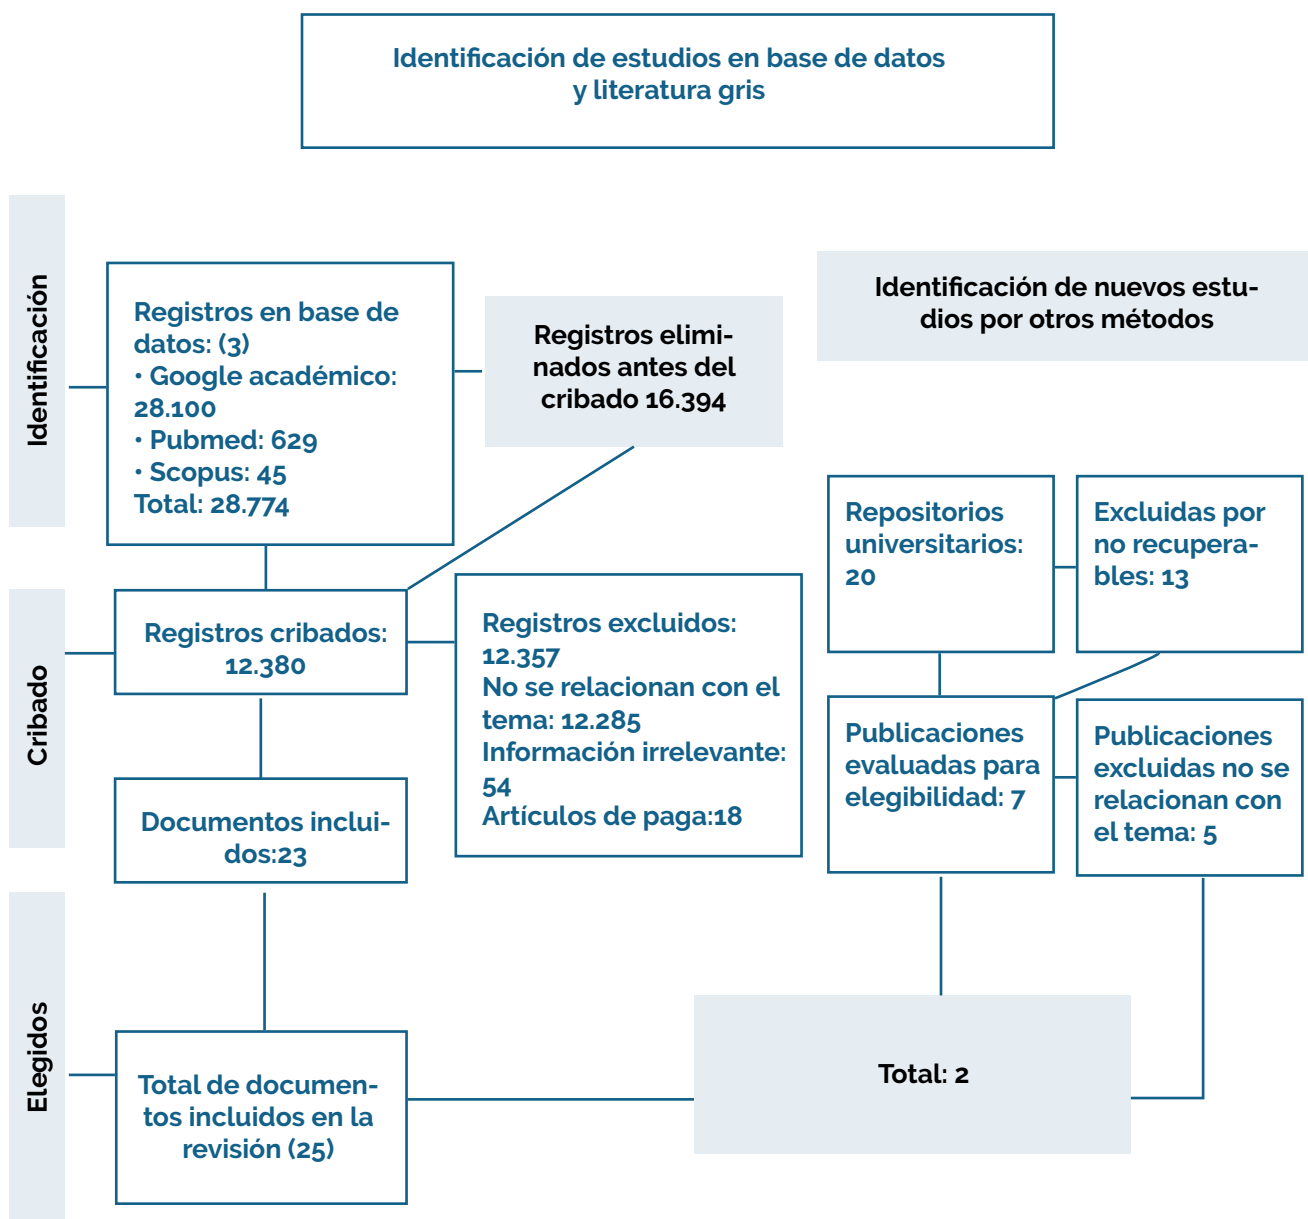 Identificación de estudios en base de datos
y literatura gris
Identificación
Registros en base de
datos: (3)
• Google académico:
28.100
• Pubmed: 629
• Scopus: 45
Total: 28.774
Registros elimi-
nados antes del
cribado 16.394
Identificación de nuevos estu-
dios por otros métodos
Repositorios
universitarios:
20
Excluidas por
no recupera-
bles: 13
Cribado
Registros cribados:
12.380
Registros excluidos:
12.357
No se relacionan con el
tema: 12.285
Información irrelevante:
54
Artículos de paga:18
Publicaciones
evaluadas para
elegibilidad: 7
Publicaciones
excluidas no se
relacionan con
el tema: 5
Documentos inclui-
dos:23
Elegidos
Total de documen-
tos incluidos en la
revisión (25)
Total: 2